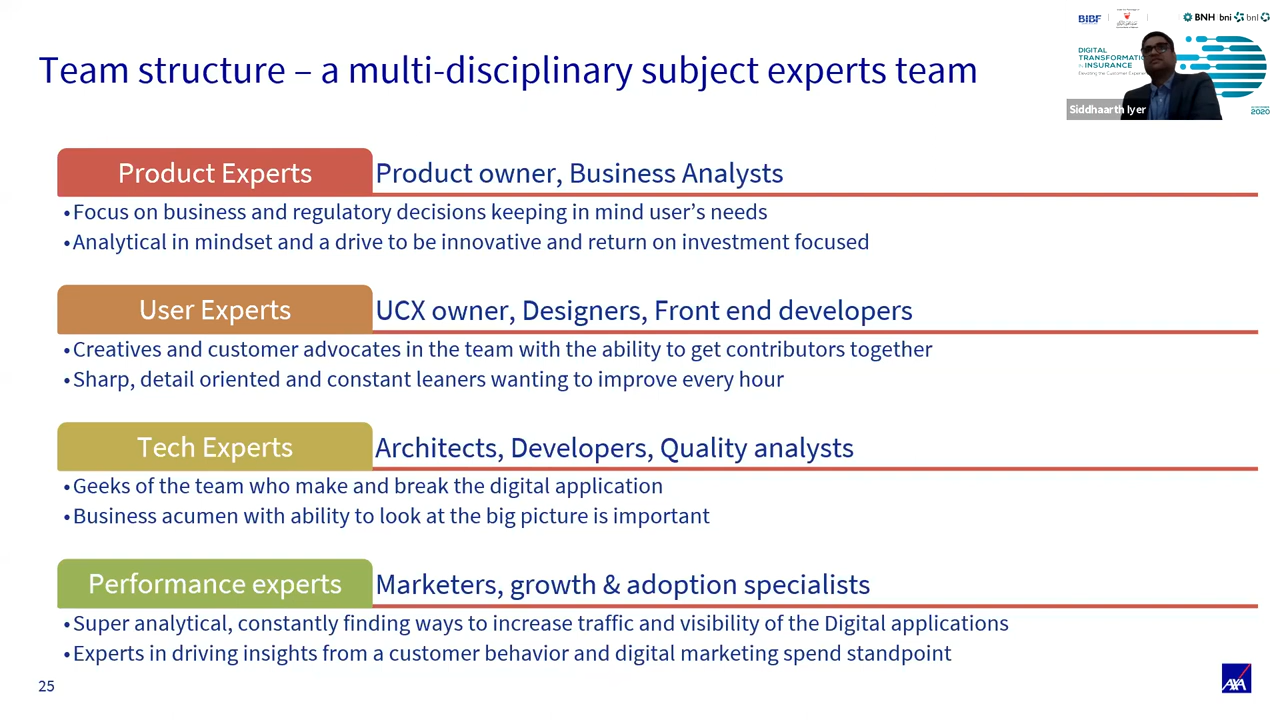 Team structure – a multi-disciplinary subject experts team
BIBF
BNH bni bnl
DIGITAL
TRANSFORMATI
INSURANCE
Elevating the Customer
2020
Siddhaarth Iyer
Product Experts
Product owner, Business Analysts
•Focus on business and regulatory decisions keeping in mind user’s needs
•Analytical in mindset and a drive to be innovative and return on investment focused
User Experts
UCX owner, Designers, Front end developers
•Creatives and customer advocates in the team with the ability to get contributors together
•Sharp, detail oriented and constant leaners wanting to improve every hour
Tech Experts
Architects, Developers, Quality analysts
•Geeks of the team who make and break the digital application
•Business acumen with ability to look at the big picture is important
Performance experts
Marketers, growth & adoption specialists
•Super analytical, constantly finding ways to increase traffic and visibility of the Digital applications
•Experts in driving insights from a customer behavior and digital marketing spend standpoint
25
AXA